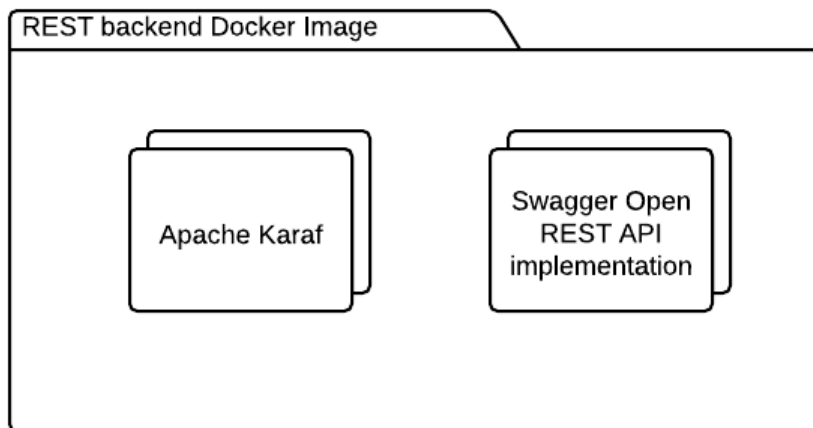 REST backend Docker Image
Apache Karaf
Swagger Open
REST API
implementation